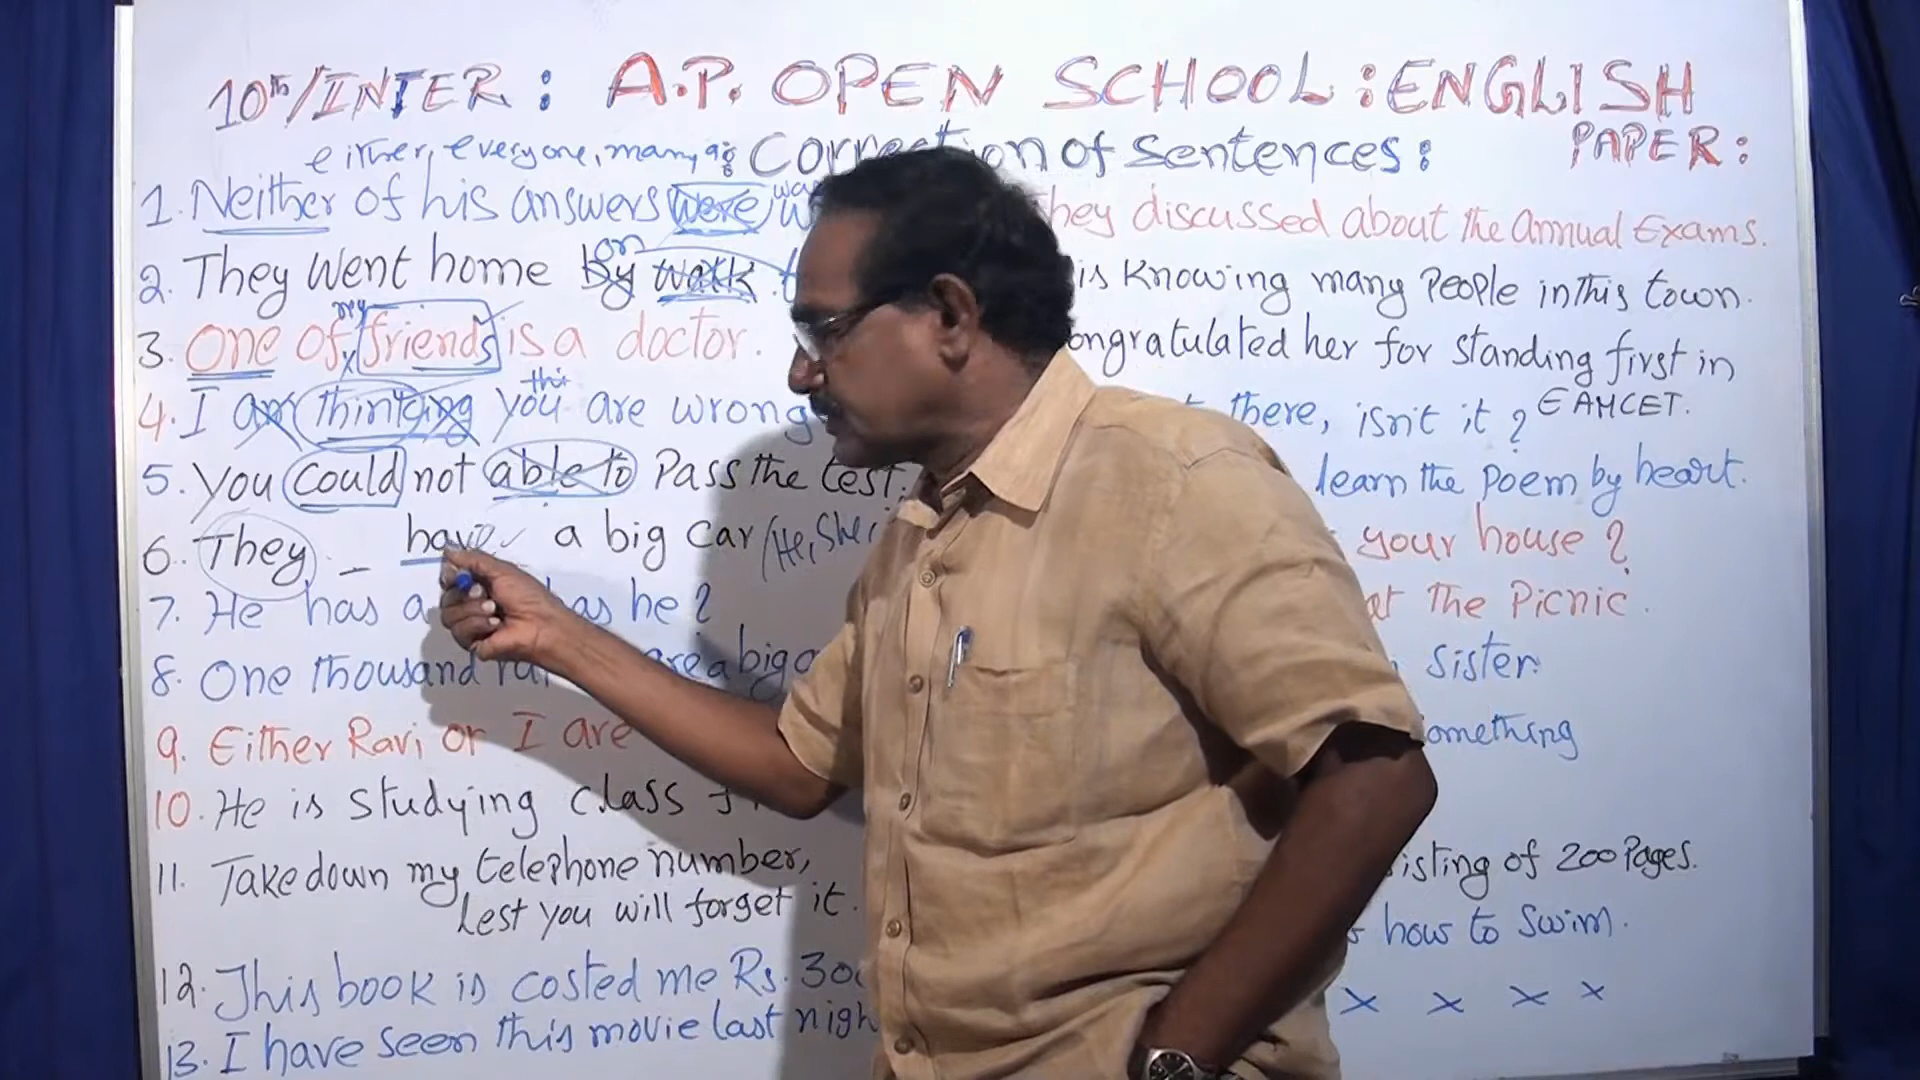 10th/INTER: A.P. OPEN SCHOOL: ENGLISH
PAPER:
either, everyone, many a: Correction of Sentences:
1. Neither of his answers were
2. They went home by walk on
3. One of my friends is a doctor.
4. I am thinking you are wrong
5. You could not able to Pass the test.
6. They _ have a big car /He, She
7. He has a as he?
8. One thousand are a big
9. Either Ravi or I are
10. He is studying class
11. Take down my telephone number,
Lest you will forget it.
12. This book is costed me Rs. 300
13. I have seen this movie last night
They discussed about the Annual Exams.
is knowing many People in this town.
congratulated her for standing first in
EAMCET.
there, isn't it?
learn the poem by heart.
your house?
at the Picnic.
sister.
something
isting of 200 Pages.
how to swim.
x x x x